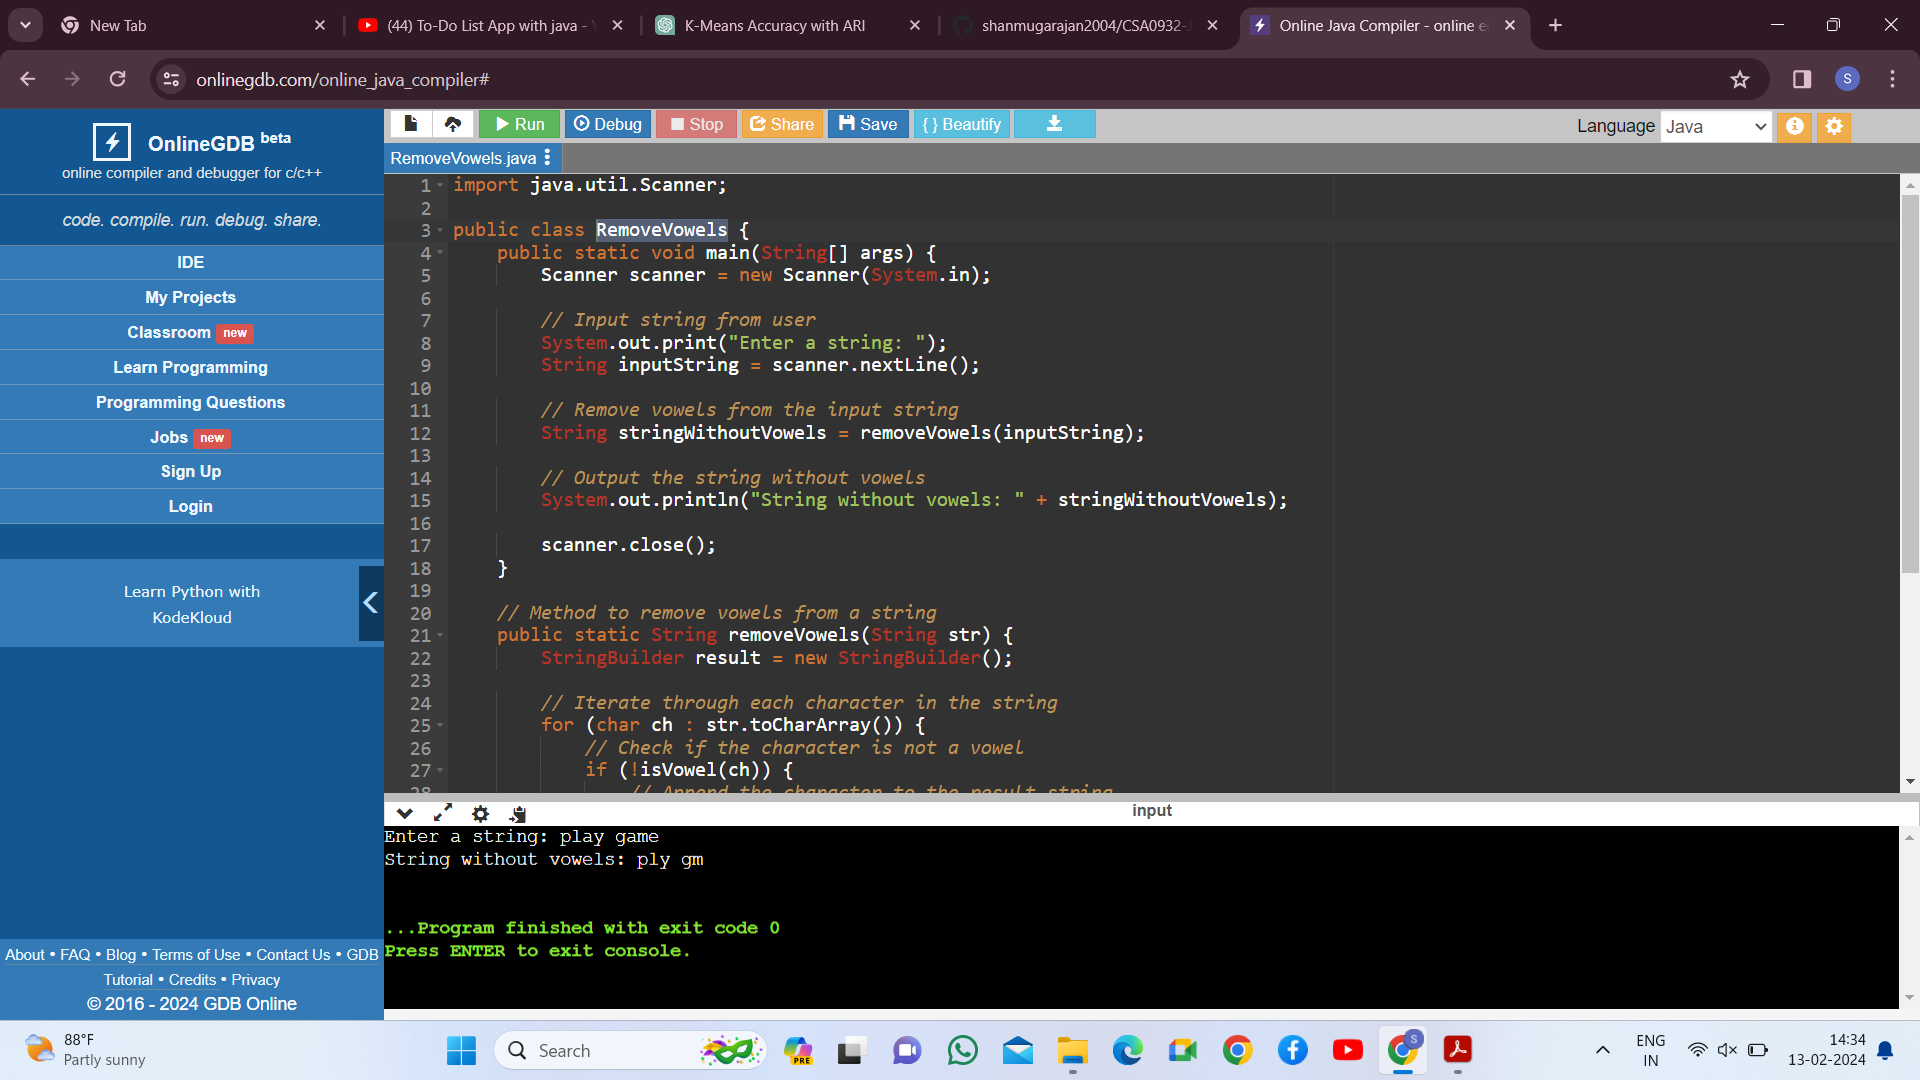 New Tab
(44) To-Do List App with java -
K-Means Accuracy with ARI
shanmugarajan2004/CSA0932-
Online Java Compiler - online e
onlinegdb.com/online_java_compiler#
S
OnlineGDB beta
online compiler and debugger for c/c++
code. compile. run. debug. share.
IDE
My Projects
Classroom new
Learn Programming
Programming Questions
Jobs new
Sign Up
Login
Learn Python with
KodeKloud
About • FAQ • Blog • Terms of Use • Contact Us • GDB
Tutorial • Credits • Privacy
© 2016 - 2024 GDB Online
Run Debug Stop Share Save { } Beautify
Language Java
RemoveVowels.java
1 import java.util.Scanner;
2
3 public class RemoveVowels {
4 public static void main(String[] args) {
5 Scanner scanner = new Scanner(System.in);
6
7 // Input string from user
8 System.out.print("Enter a string: ");
9 String inputString = scanner.nextLine();
10
11 // Remove vowels from the input string
12 String stringWithoutVowels = removeVowels(inputString);
13
14 // Output the string without vowels
15 System.out.println("String without vowels: " + stringWithoutVowels);
16
17 scanner.close();
18 }
19
20 // Method to remove vowels from a string
21 public static String removeVowels(String str) {
22 StringBuilder result = new StringBuilder();
23
24 // Iterate through each character in the string
25 for (char ch : str.toCharArray()) {
26 // Check if the character is not a vowel
27 if (!isVowel(ch)) {
28 // Append the character to the result string
input
Enter a string: play game
String without vowels: ply gm
...Program finished with exit code 0
Press ENTER to exit console.
88°F
Partly sunny
Search
PRE
S
ENG
IN
14:34
13-02-2024